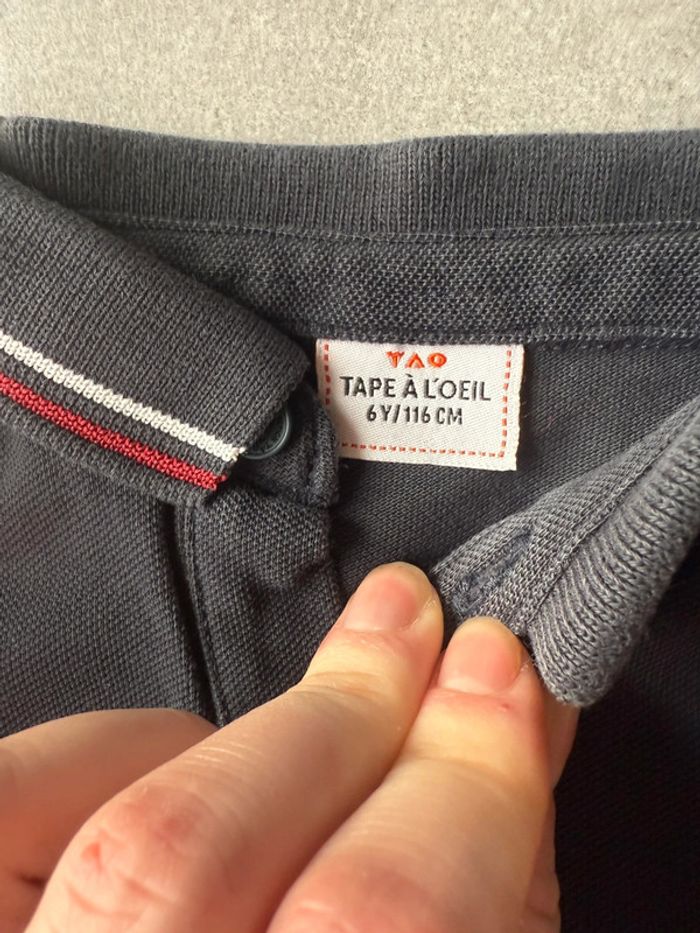 TAO
TAPE À L'OEIL
6Y/116 CM